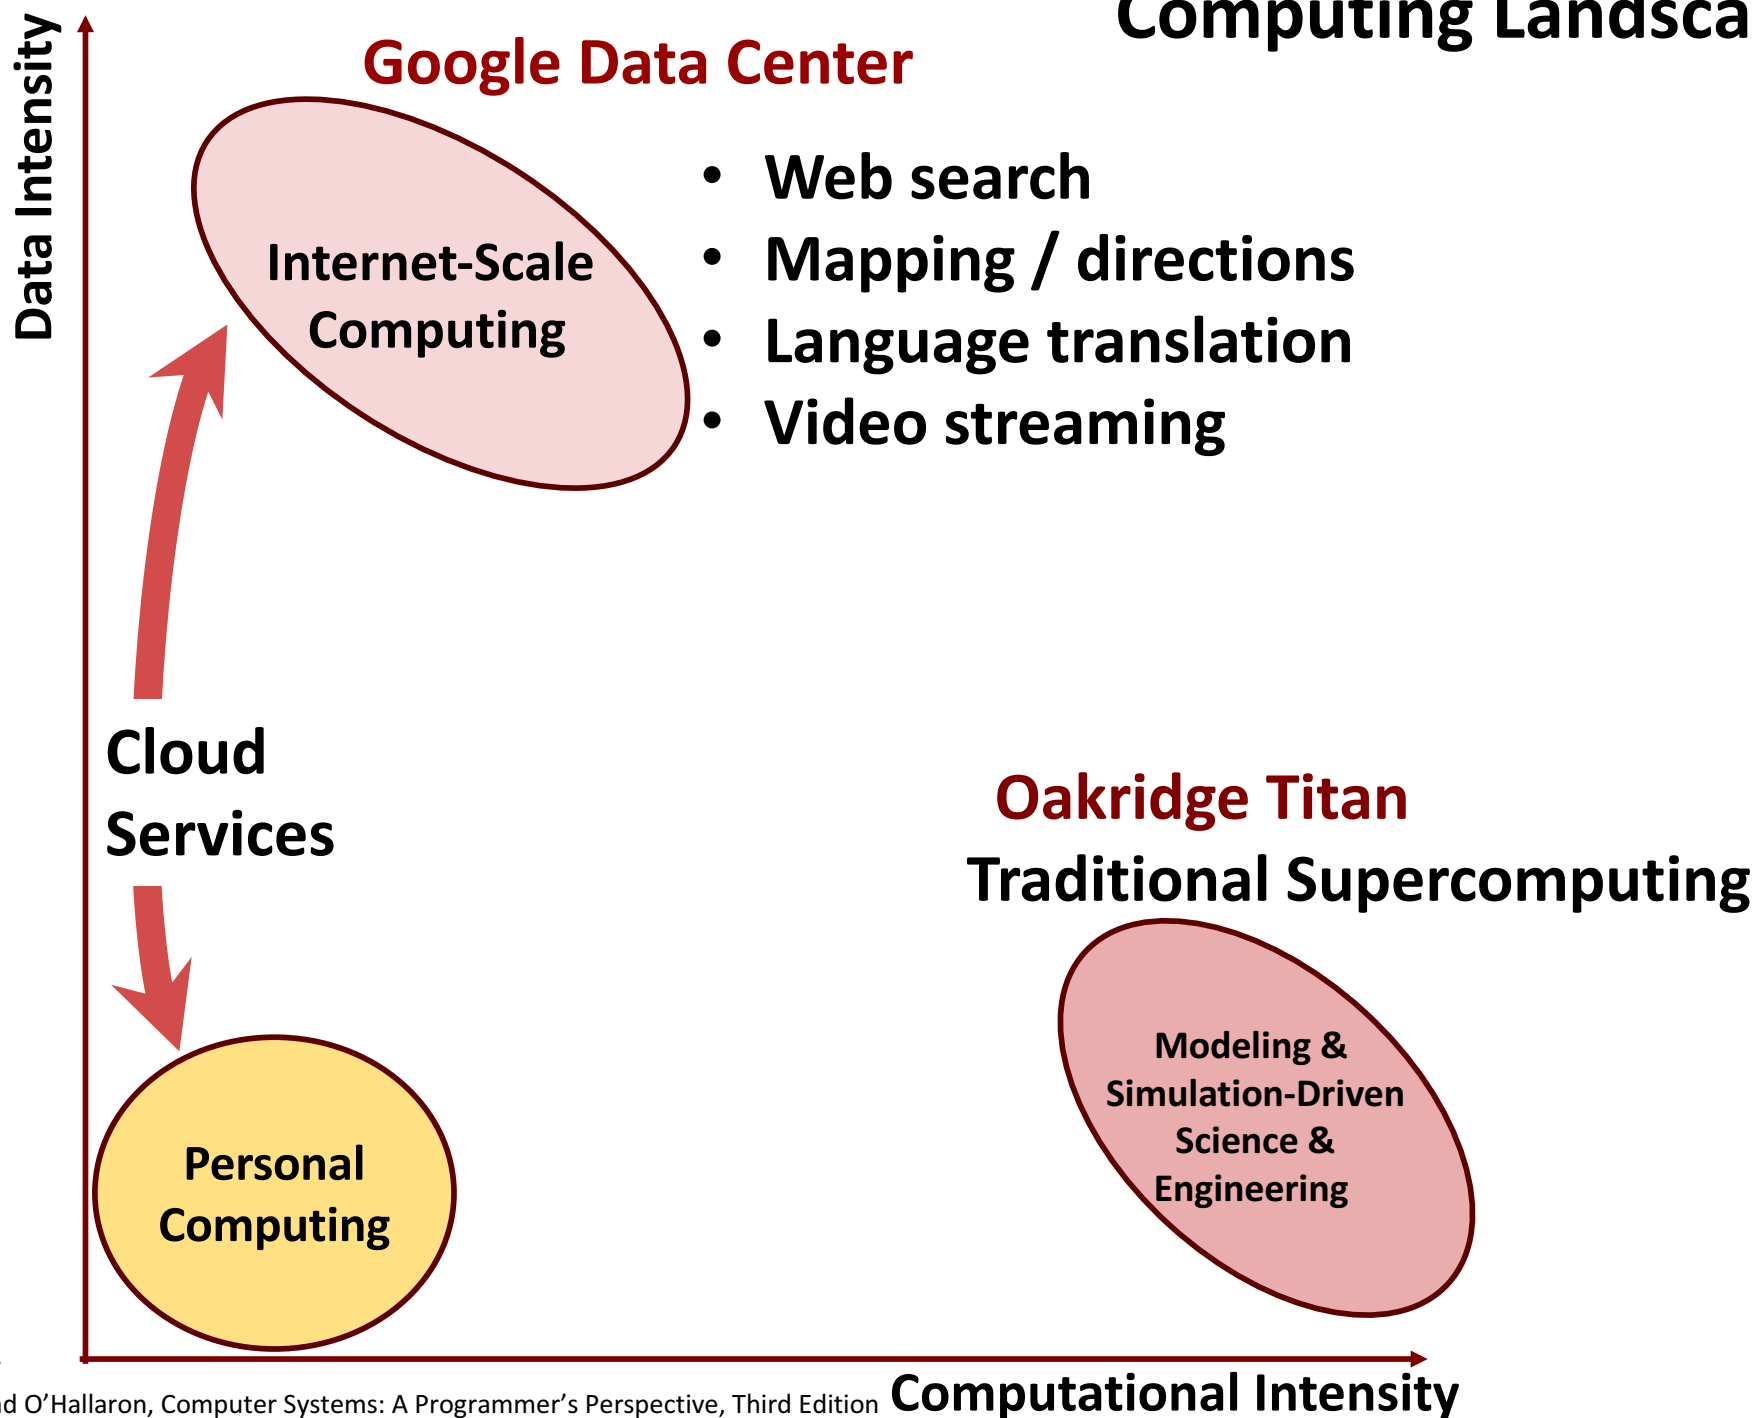 Computing Landsca
Data Intensity
Google Data Center
Internet-Scale
Computing
• Web search
• Mapping / directions
• Language translation
• Video streaming
Cloud
Services
Oakridge Titan
Traditional Supercomputing
Modeling &
Simulation-Driven
Science &
Engineering
Personal
Computing
Computational Intensity
d O’Hallaron, Computer Systems: A Programmer’s Perspective, Third Edition